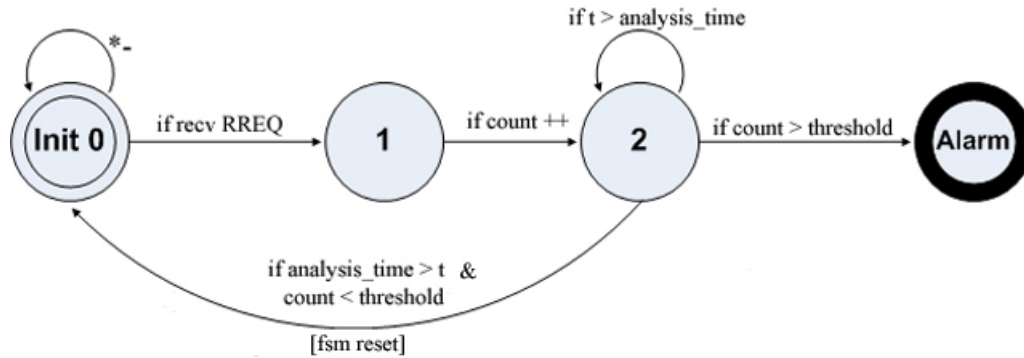 if t > analysis_time
*-
Init 0
if recv RREQ
1
if count ++
2
if count > threshold
Alarm
if analysis_time > t &
count < threshold
[fsm reset]